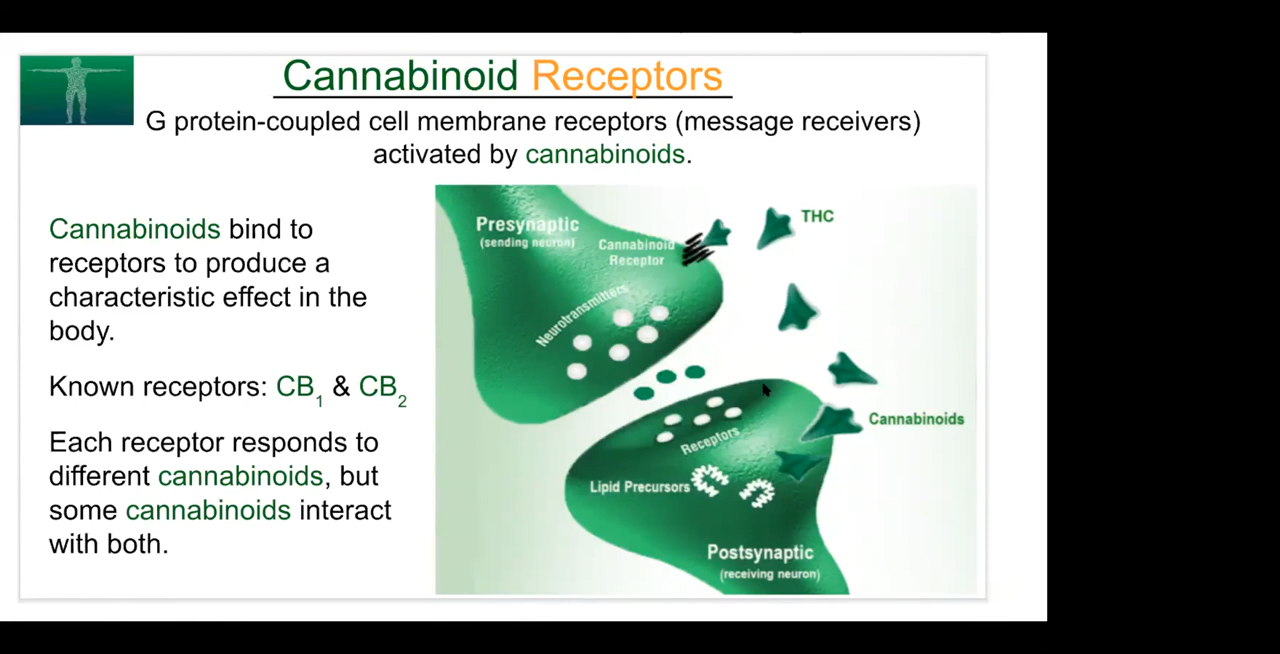 Cannabinoid Receptors
G protein-coupled cell membrane receptors (message receivers)
activated by cannabinoids.
Cannabinoids bind to
receptors to produce a
characteristic effect in the
body.
Known receptors: CB1 & CB2
Each receptor responds to
different cannabinoids, but
some cannabinoids interact
with both.
Presynaptic
(sending neuron)
Cannabinoid
Receptor
THC
Neurotransmitters
Cannabinoids
Receptors
Lipid Precursors
Postsynaptic
(receiving neuron)